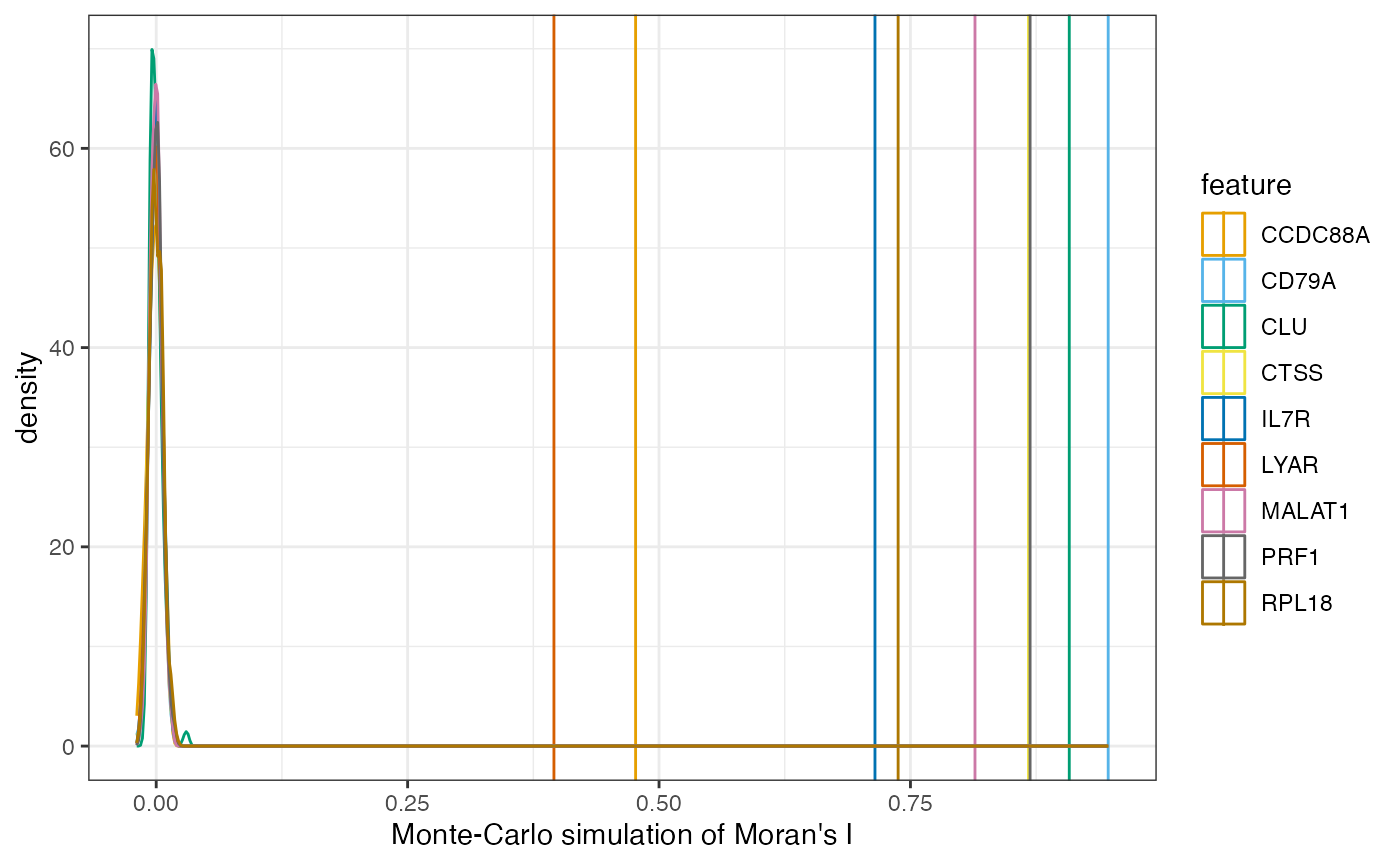 60
40
20
0
density
0.00
0.25
0.50
0.75
Monte-Carlo simulation of Moran's I
feature
CCDC88A
CD79A
CLU
CTSS
IL7R
LYAR
MALAT1
PRF1
RPL18